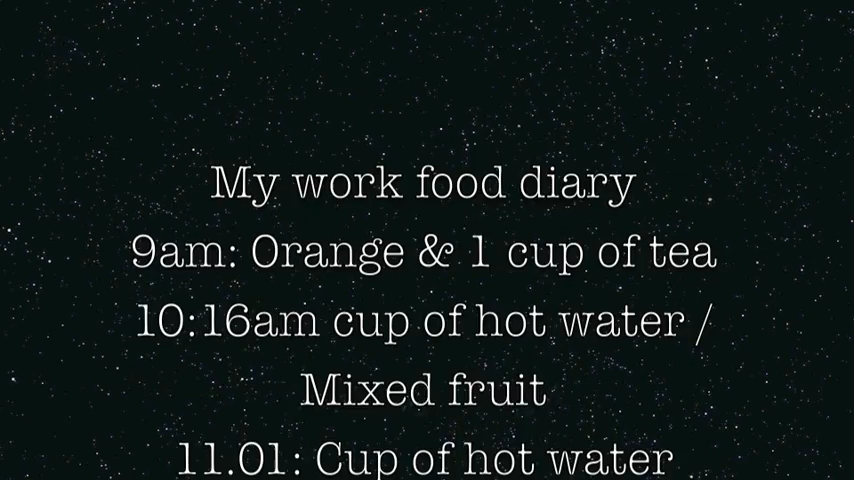 My work food diary
9am: Orange & 1 cup of tea
10:16am cup of hot water /
Mixed fruit
11.01: Cup of hot water